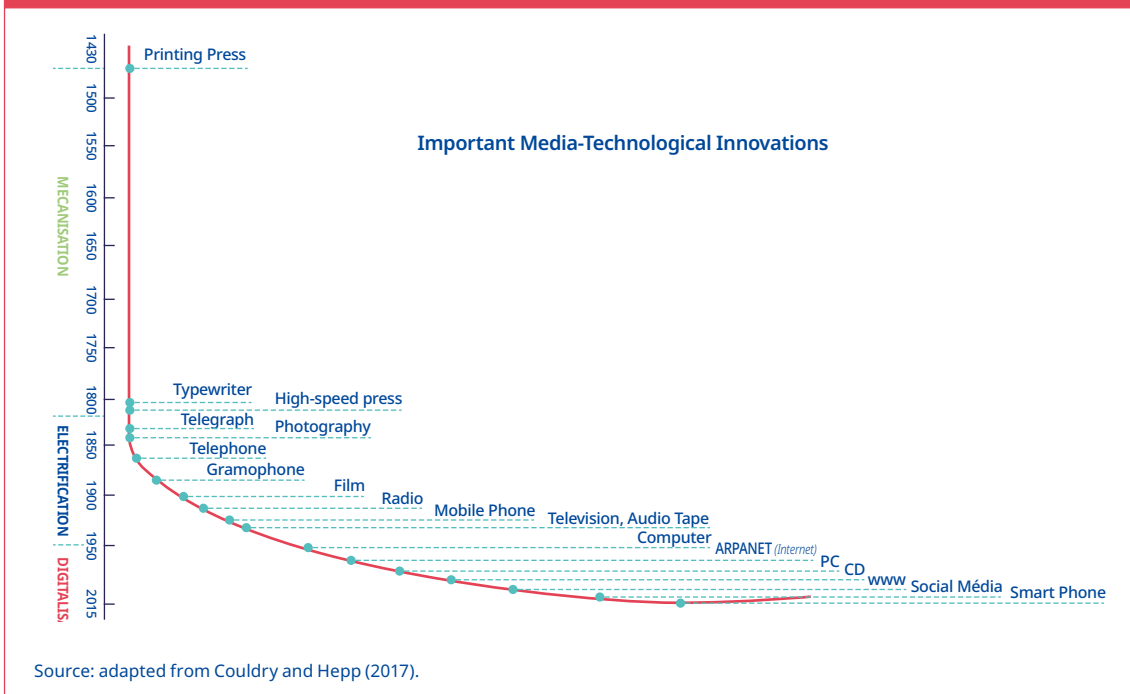 1430
Printing Press
1500
1550
Important Media-Technological Innovations
MECANISATION
1600
1650
1700
1750
1800
Typewriter
High-speed press
Telegraph
Photography
ELECTRIFICATION
1850
Telephone
Gramophone
Film
1900
Radio
Mobile Phone
Television, Audio Tape
Computer
1950
ARPANET (Internet)
PC
CD
www
DIGITALIS.
Social Média
Smart Phone
2015
Source: adapted from Couldry and Hepp (2017).